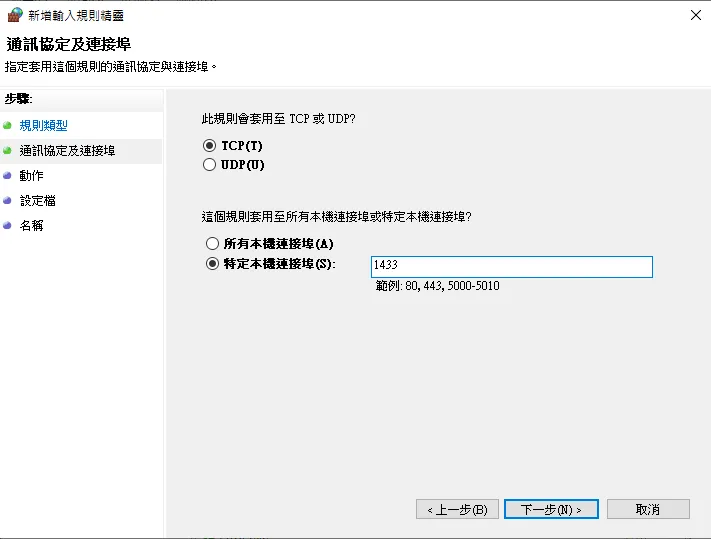 新增輸入規則精靈
通訊協定及連接埠
指定套用這個規則的通訊協定與連接埠。
步驟:
規則類型
通訊協定及連接埠
動作
設定檔
名稱
此規則會套用至 TCP 或 UDP?
TCP(T)
UDP(U)
這個規則套用至所有本機連接埠或特定本機連接埠?
所有本機連接埠(A)
特定本機連接埠(S): 1433
範例: 80, 443, 5000-5010
< 上一步(B) 下一步(N) > 取消